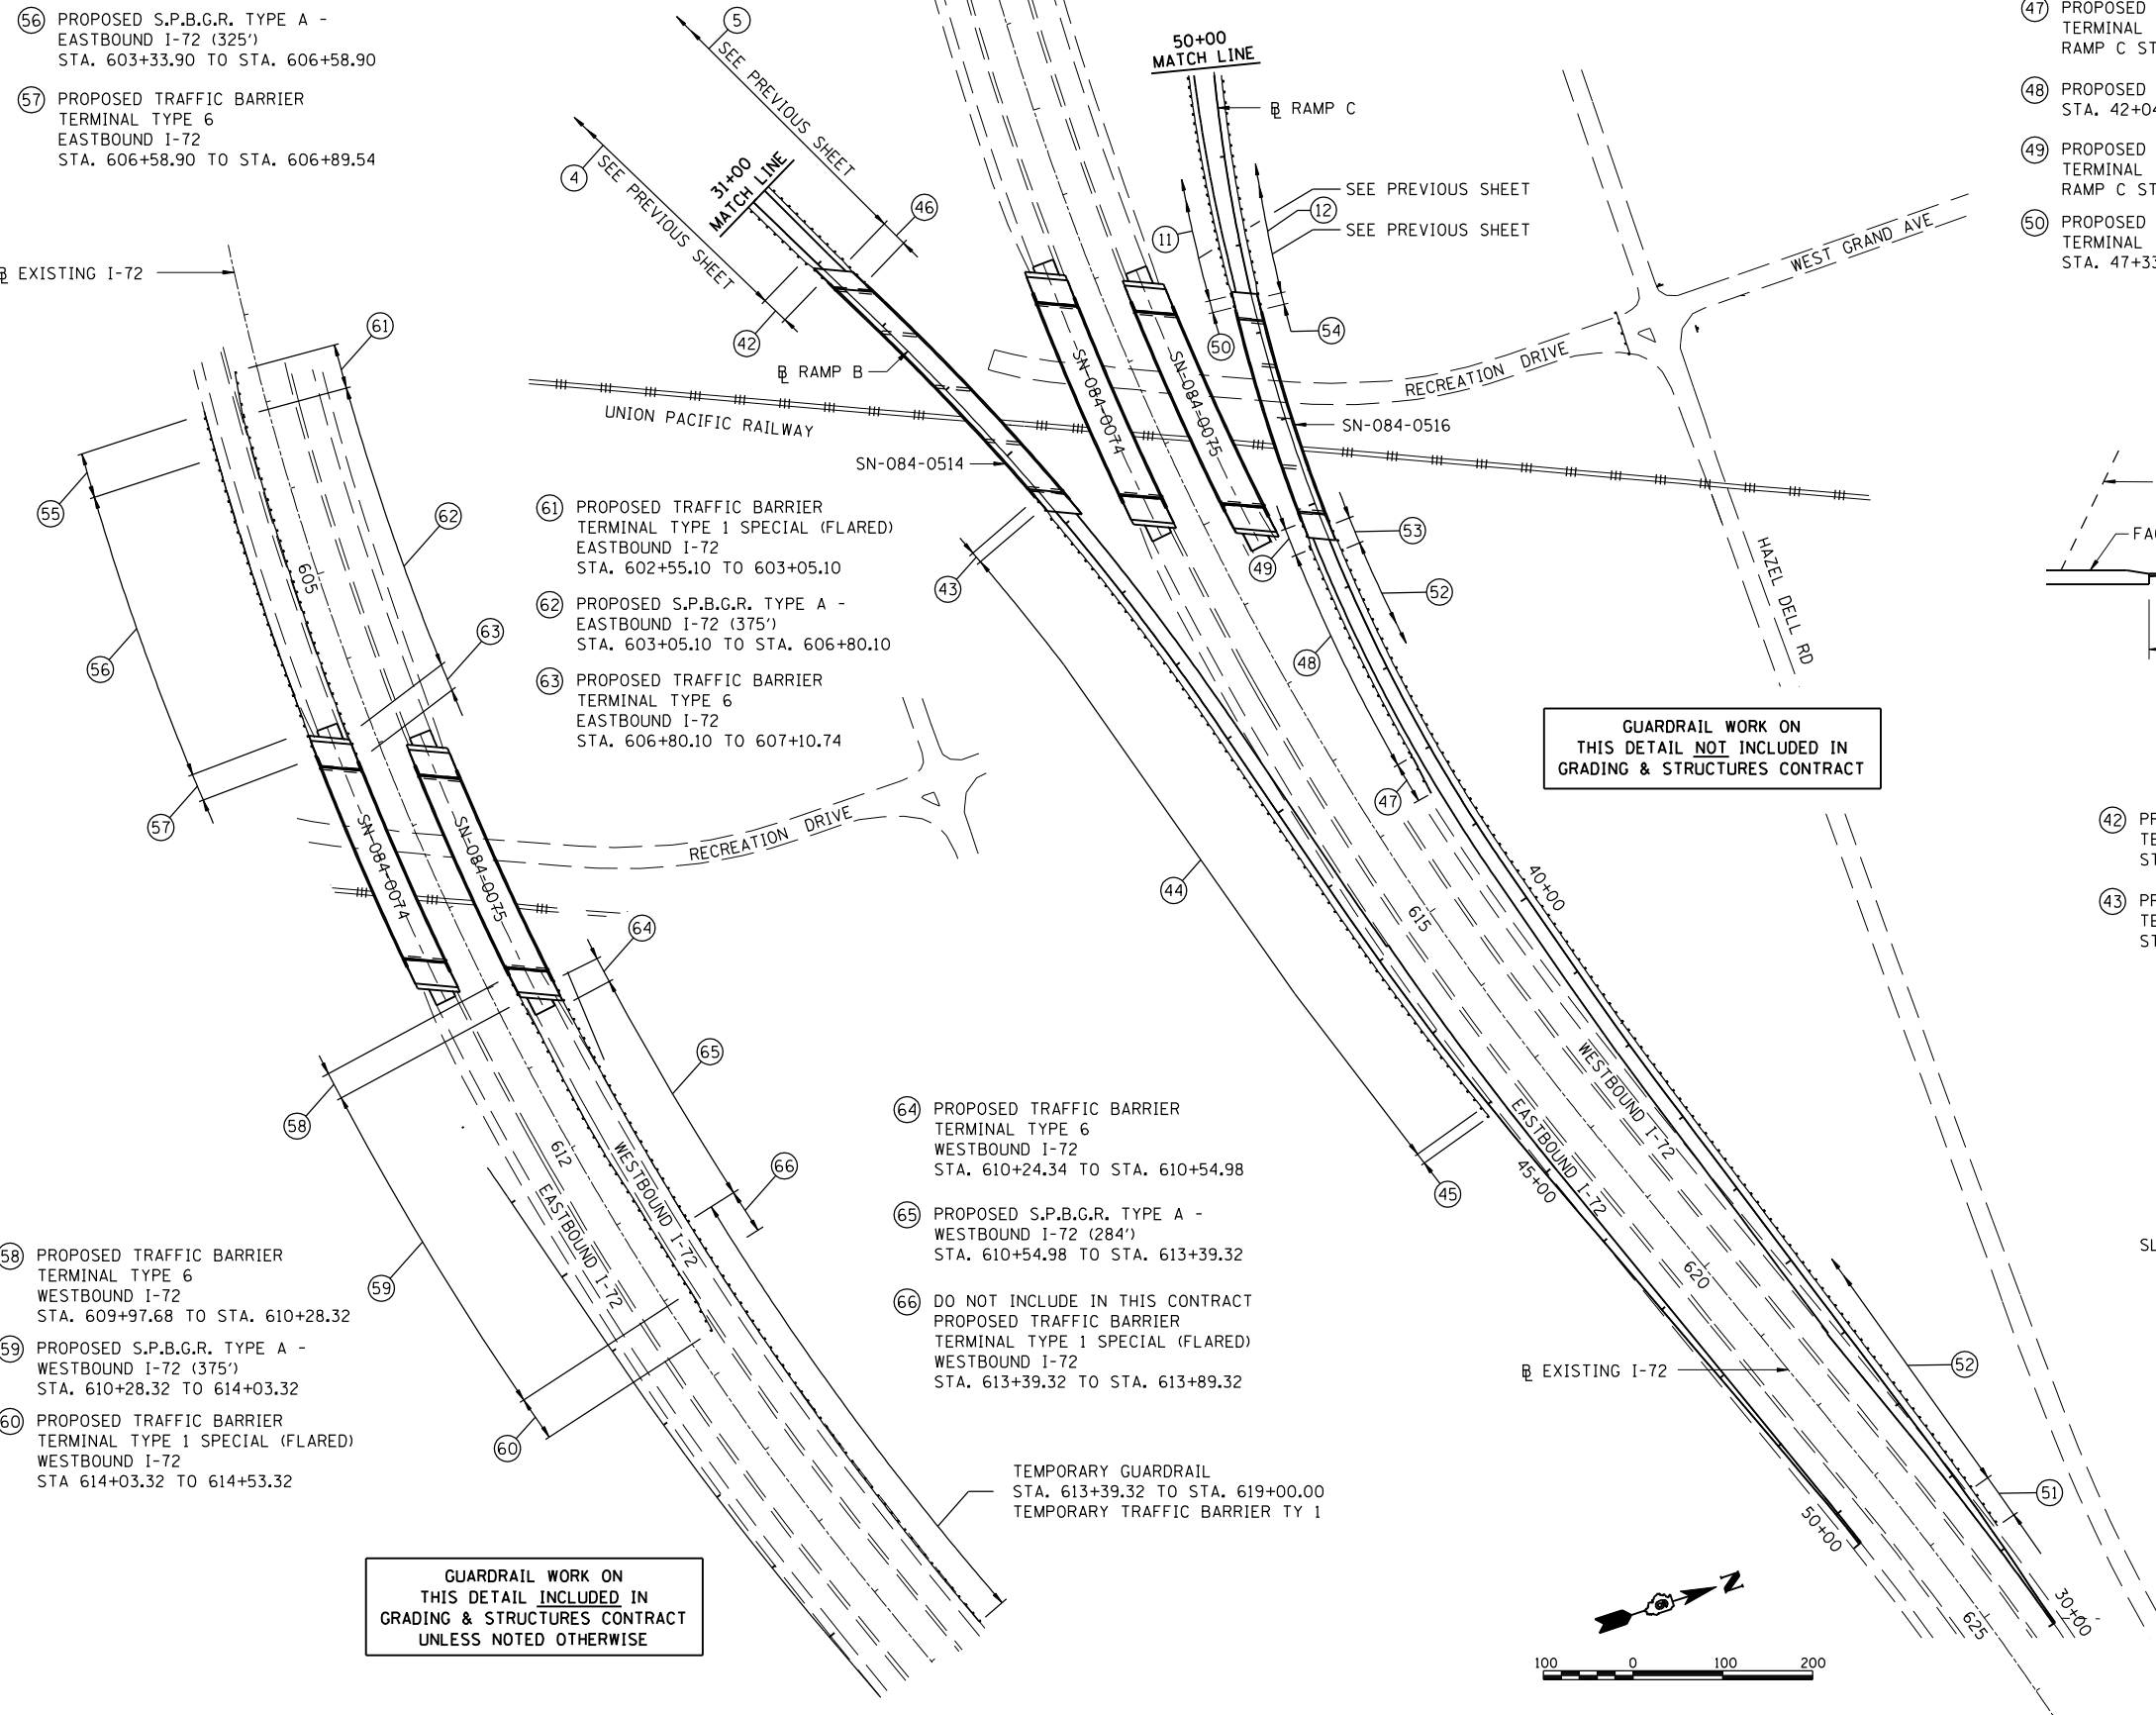 56 PROPOSED S.P.B.G.R. TYPE A -
EASTBOUND I-72 (325')
STA. 603+33.90 TO STA. 606+58.90
57 PROPOSED TRAFFIC BARRIER
TERMINAL TYPE 6
EASTBOUND I-72
STA. 606+58.90 TO STA. 606+89.54
℄ EXISTING I-72
61
55
62
605
56
63
57
SN-084-0074
SN-084-0075
RECREATION DRIVE
64
65
58
612
WESTBOUND I-72
EASTBOUND I-72
66
59
60
58 PROPOSED TRAFFIC BARRIER
TERMINAL TYPE 6
WESTBOUND I-72
STA. 609+97.68 TO STA. 610+28.32
59 PROPOSED S.P.B.G.R. TYPE A -
WESTBOUND I-72 (375')
STA. 610+28.32 TO 614+03.32
60 PROPOSED TRAFFIC BARRIER
TERMINAL TYPE 1 SPECIAL (FLARED)
WESTBOUND I-72
STA 614+03.32 TO 614+53.32
GUARDRAIL WORK ON
THIS DETAIL INCLUDED IN
GRADING & STRUCTURES CONTRACT
UNLESS NOTED OTHERWISE
61 PROPOSED TRAFFIC BARRIER
TERMINAL TYPE 1 SPECIAL (FLARED)
EASTBOUND I-72
STA. 602+55.10 TO 603+05.10
62 PROPOSED S.P.B.G.R. TYPE A -
EASTBOUND I-72 (375')
STA. 603+05.10 TO STA. 606+80.10
63 PROPOSED TRAFFIC BARRIER
TERMINAL TYPE 6
EASTBOUND I-72
STA. 606+80.10 TO 607+10.74
64 PROPOSED TRAFFIC BARRIER
TERMINAL TYPE 6
WESTBOUND I-72
STA. 610+24.34 TO STA. 610+54.98
65 PROPOSED S.P.B.G.R. TYPE A -
WESTBOUND I-72 (284')
STA. 610+54.98 TO STA. 613+39.32
66 DO NOT INCLUDE IN THIS CONTRACT
PROPOSED TRAFFIC BARRIER
TERMINAL TYPE 1 SPECIAL (FLARED)
WESTBOUND I-72
STA. 613+39.32 TO STA. 613+89.32
TEMPORARY GUARDRAIL
STA. 613+39.32 TO STA. 619+00.00
TEMPORARY TRAFFIC BARRIER TY 1
5
SEE PREVIOUS SHEET
4
SEE PREVIOUS SHEET
31+00
MATCH LINE
46
42
℄ RAMP B
UNION PACIFIC RAILWAY
SN-084-0514
43
50+00
MATCH LINE
℄ RAMP C
SEE PREVIOUS SHEET
12
SEE PREVIOUS SHEET
11
50
54
SN-084-0074
SN-084-0075
SN-084-0516
RECREATION DRIVE
WEST GRAND AVE
HAZEL DELL RD
49
53
52
48
47
44
45
GUARDRAIL WORK ON
THIS DETAIL NOT INCLUDED IN
GRADING & STRUCTURES CONTRACT
40+00
615
WESTBOUND I-72
EASTBOUND I-72
45+00
620
℄ EXISTING I-72
52
51
50+00
30+00
625
N
100 0 100 200
47 PROPOSED
TERMINAL
RAMP C ST
48 PROPOSED
STA. 42+04
49 PROPOSED
TERMINAL
RAMP C ST
50 PROPOSED
TERMINAL
STA. 47+33
FA
42 PR
TE
ST
43 PR
TE
ST
SL